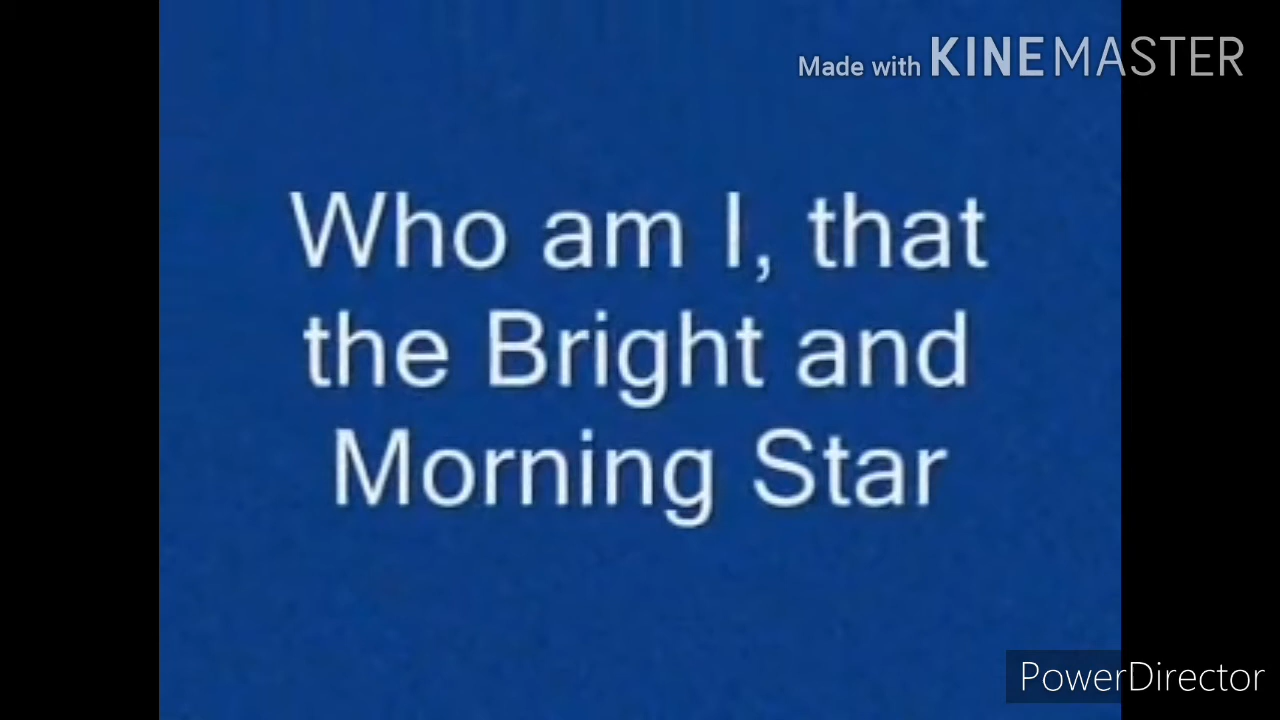 Made with KINEMASTER
Who am I, that
the Bright and
Morning Star
PowerDirector